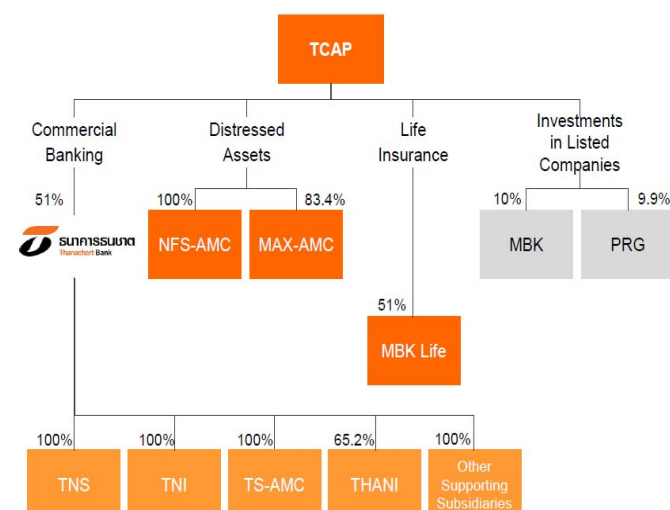 TCAP
Commercial
Banking
Distressed
Assets
Life
Insurance
Investments
in Listed
Companies
51%
100%
83.4%
10%
9.9%
ธนาคารธนชาต
Thanachart Bank
NFS-AMC
MAX-AMC
MBK
PRG
51%
MBK Life
100%
100%
100%
65.2%
100%
TNS
TNI
TS-AMC
THANI
Other
Supporting
Subsidiaries